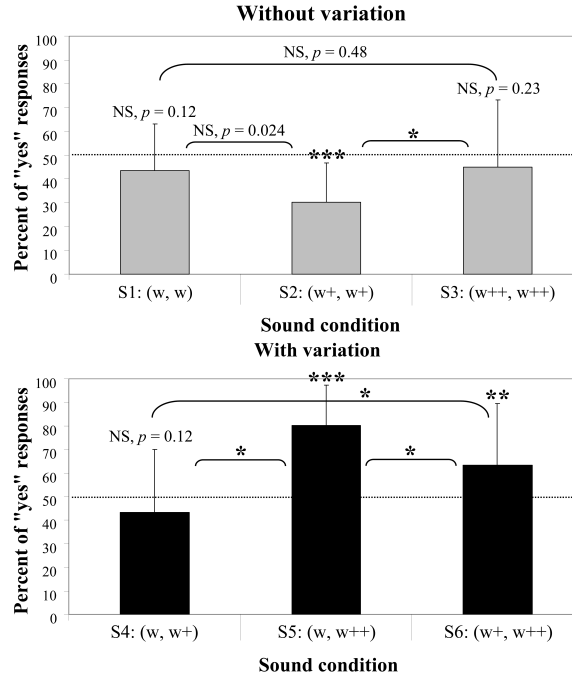 Without variation
Percent of "yes" responses
100
90
80
70
60
50
40
30
20
10
0
NS, p = 0.48
NS, p = 0.12
NS, p = 0.23
NS, p = 0.024
*
***
S1: (w, w)
S2: (w+, w+)
S3: (w++, w++)
Sound condition
With variation
Percent of "yes" responses
100
90
80
70
60
50
40
30
20
10
0
***
*
**
NS, p = 0.12
*
*
S4: (w, w+)
S5: (w, w++)
S6: (w+, w++)
Sound condition